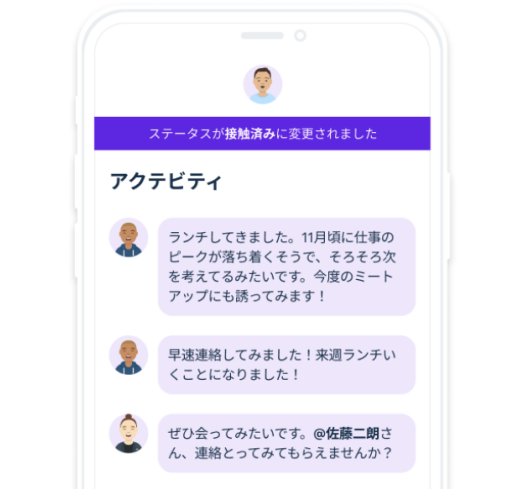 ステータスが接触済みに変更されました
アクテビティ
ランチしてきました。11月頃に仕事の
ピークが落ち着くそうで、そろそろ次
を考えてるみたいです。今度のミート
アップにも誘ってみます！
早速連絡してみました！来週ランチい
くことになりました！
ぜひ会ってみたいです。@佐藤二朗さ
ん、連絡とってみてもらえませんか？